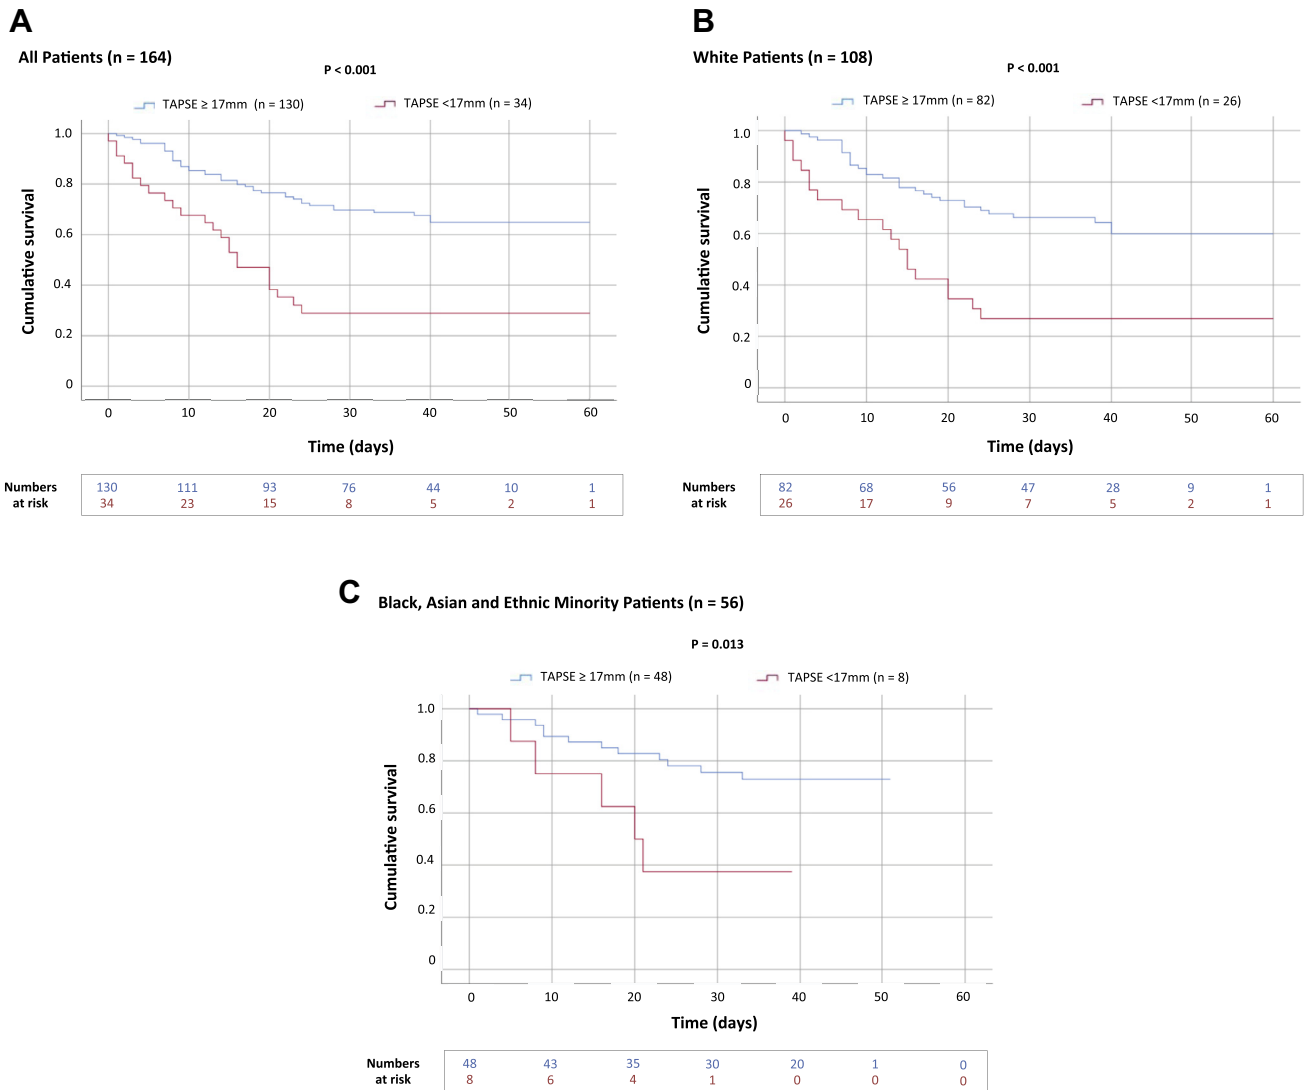 A
All Patients (n = 164)
P < 0.001
TAPSE ≥ 17mm (n = 130)
TAPSE <17mm (n = 34)
1.0
0.8
0.6
0.4
0.2
0
Cumulative survival
0 10 20 30 40 50 60
Time (days)
Numbers at risk
130 111 93 76 44 10 1
34 23 15 8 5 2 1
B
White Patients (n = 108)
P < 0.001
TAPSE ≥ 17mm (n = 82)
TAPSE <17mm (n = 26)
1.0
0.8
0.6
0.4
0.2
0
Cumulative survival
0 10 20 30 40 50 60
Time (days)
Numbers at risk
82 68 56 47 28 9 1
26 17 9 7 5 2 1
C
Black, Asian and Ethnic Minority Patients (n = 56)
P = 0.013
TAPSE ≥ 17mm (n = 48)
TAPSE <17mm (n = 8)
1.0
0.8
0.6
0.4
0.2
0
Cumulative survival
0 10 20 30 40 50 60
Time (days)
Numbers at risk
48 43 35 30 20 1 0
8 6 4 1 0 0 0